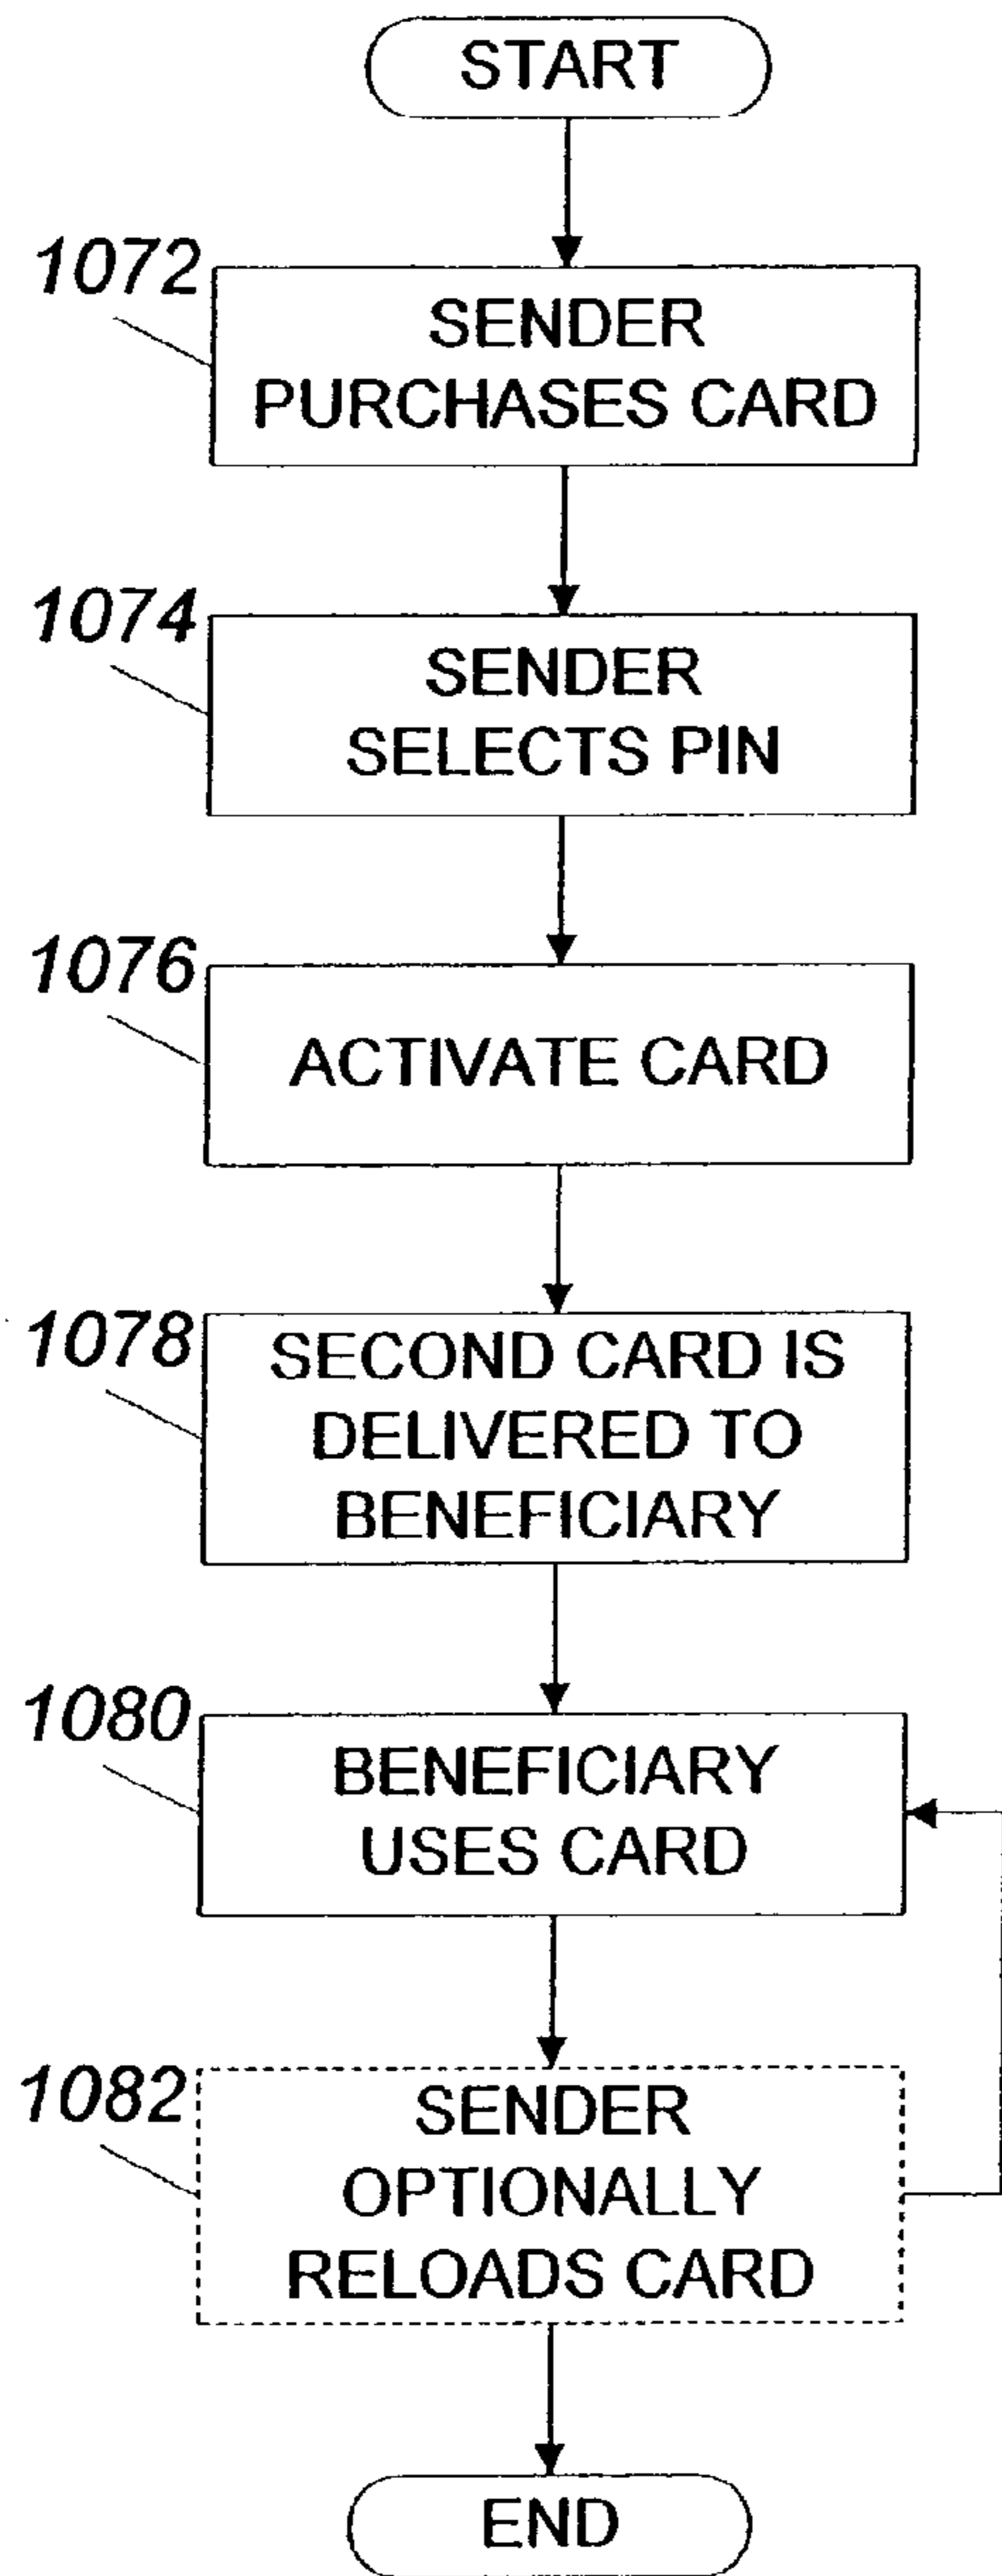 START
1072
SENDER
PURCHASES CARD
1074
SENDER
SELECTS PIN
1076
ACTIVATE CARD
1078
SECOND CARD IS
DELIVERED TO
BENEFICIARY
1080
BENEFICIARY
USES CARD
1082
SENDER
OPTIONALLY
RELOADS CARD
END